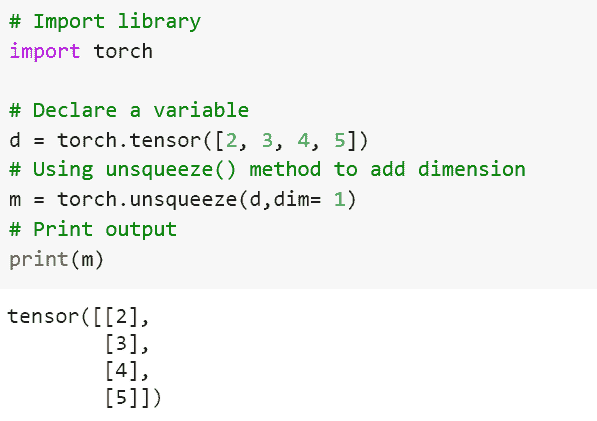 # Import library
import torch
# Declare a variable
d = torch.tensor([2, 3, 4, 5])
# Using unsqueeze() method to add dimension
m = torch.unsqueeze(d,dim= 1)
# Print output
print(m)
tensor([[2],
        [3],
        [4],
        [5]])